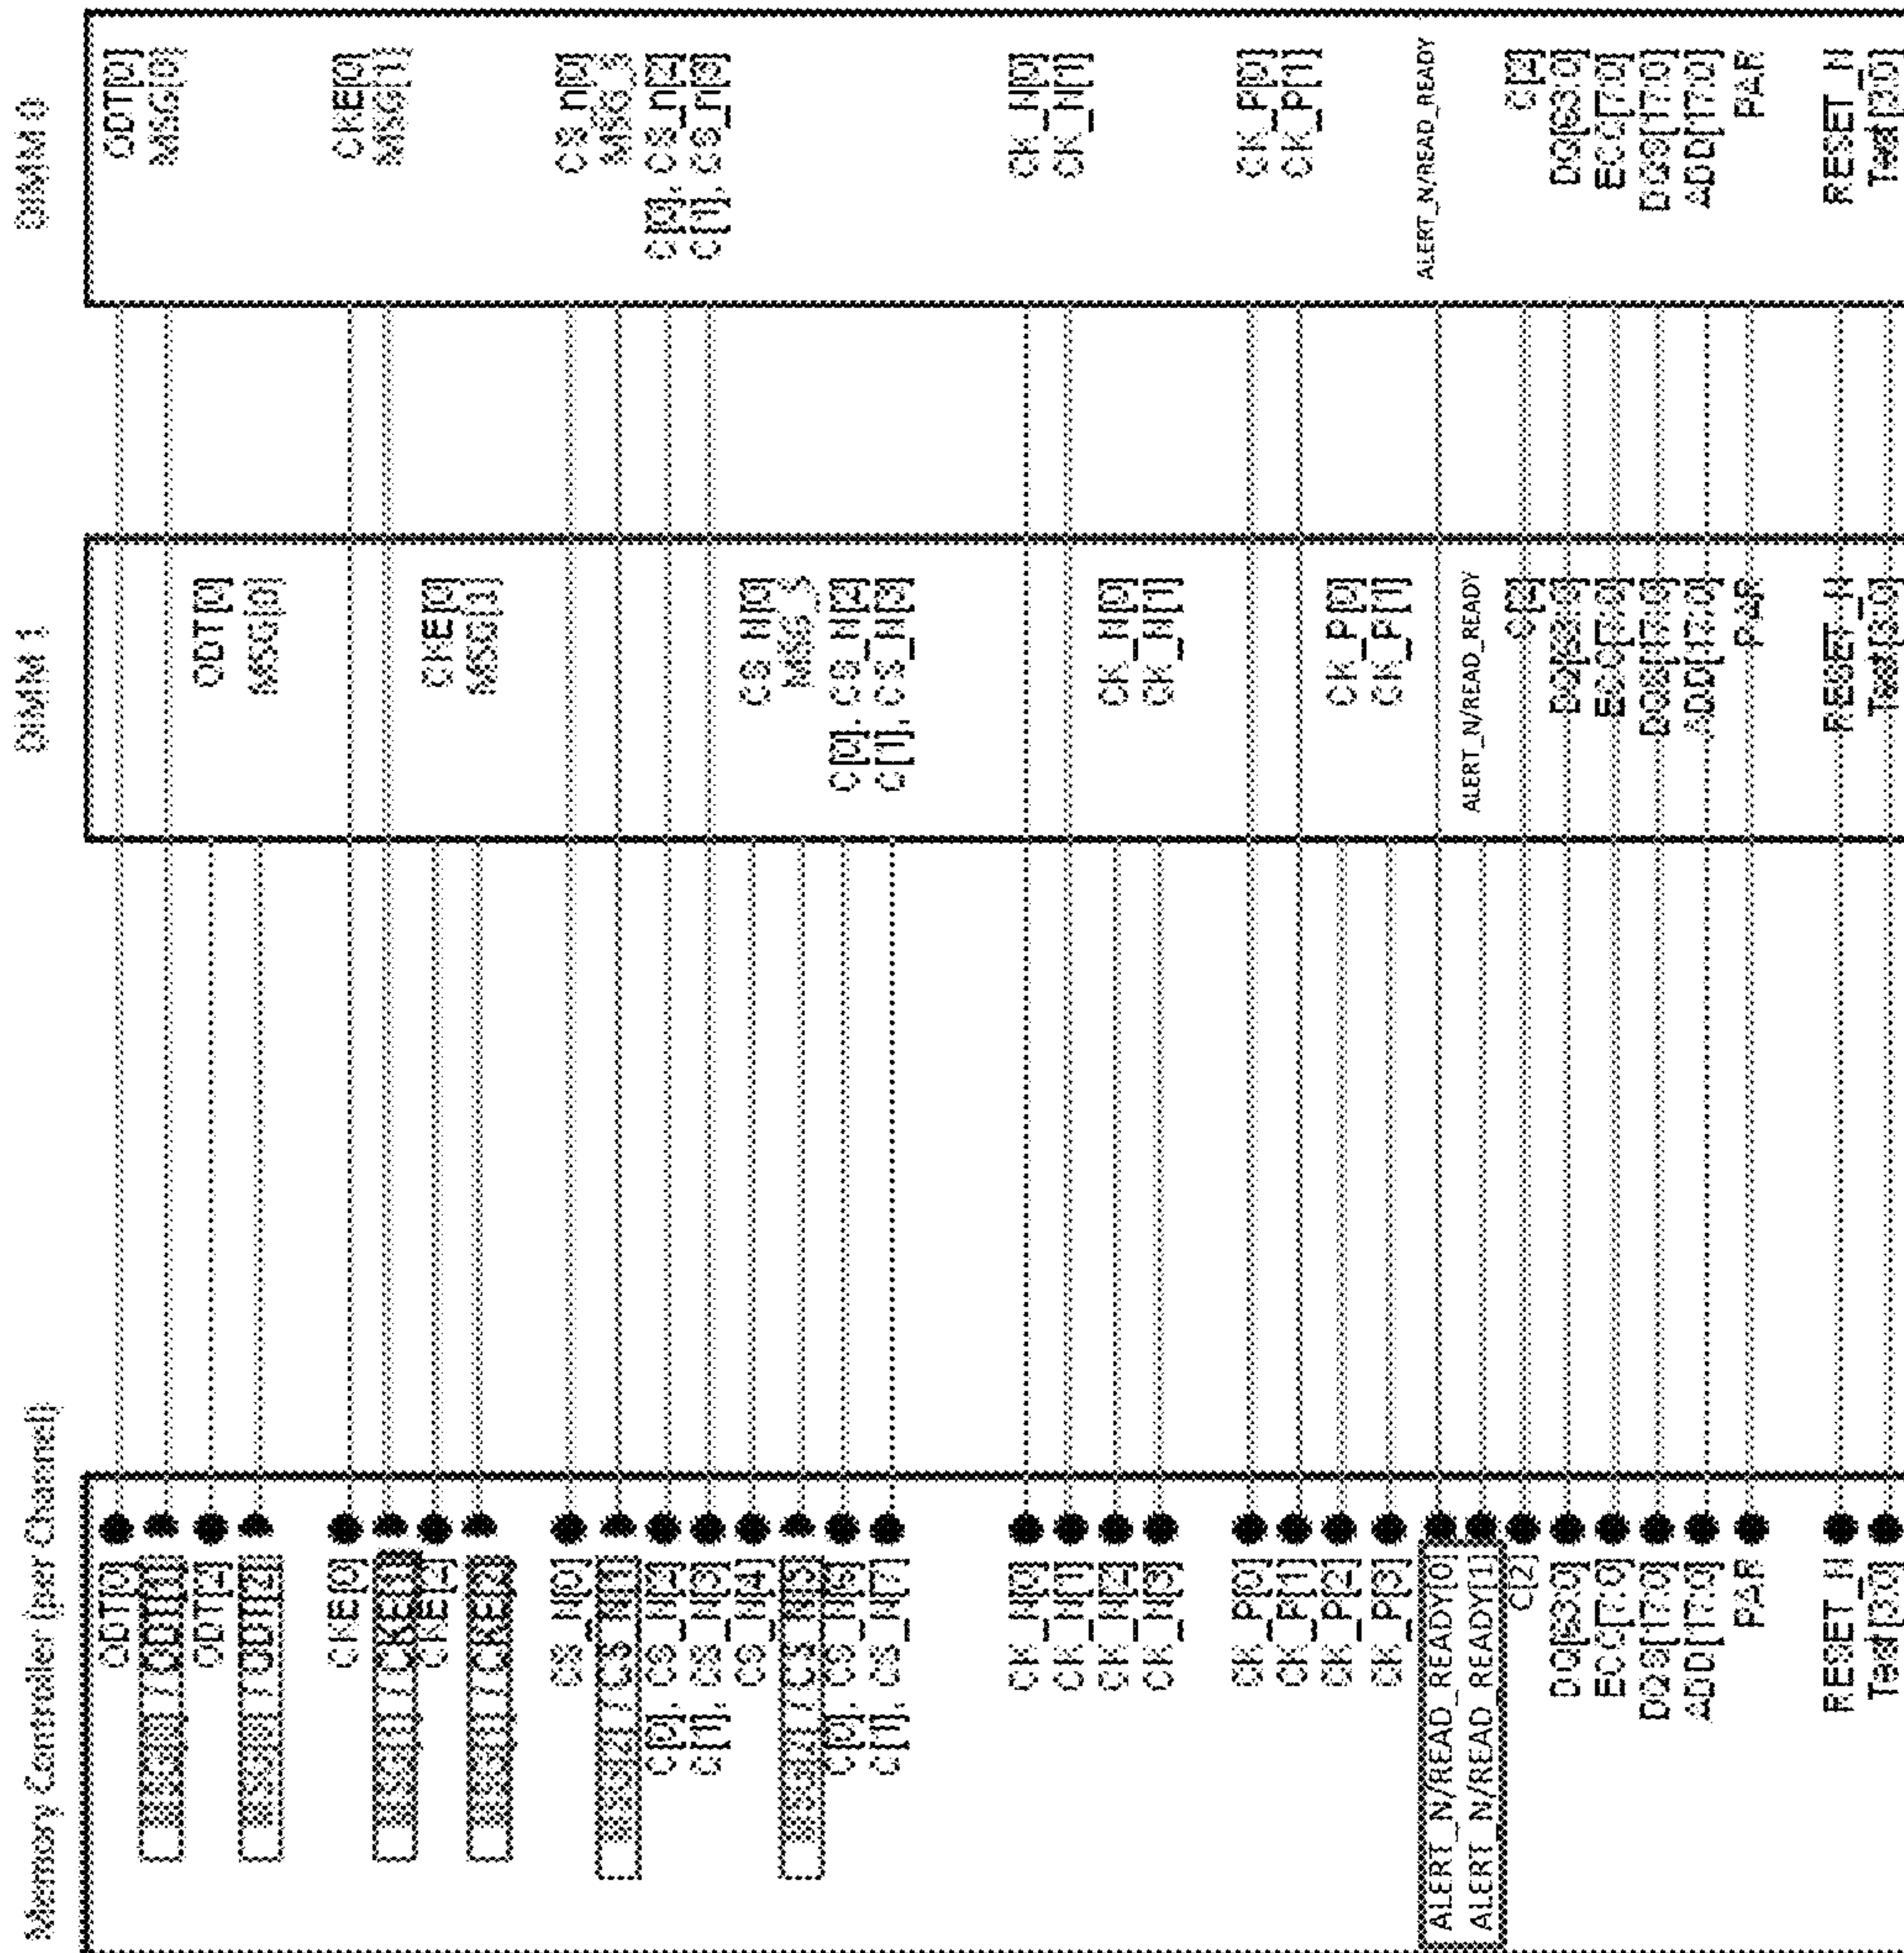 Memory Controller (per Channel)
ODT[0]
ODT[2]
CKE[0]
CKE[2]
CS_N[0]
C[0], CS_N[2]
C[1], CS_N[3]
CS_N[4]
C[0], CS_N[6]
C[1], CS_N[7]
CK_N[0]
CK_N[1]
CK_N[2]
CK_N[3]
CK_P[0]
CK_P[1]
CK_P[2]
CK_P[3]
ALERT_N/READ_READY[0]
ALERT_N/READ_READY[1]
C[2]
DQ[63:0]
ECC[7:0]
DQS[17:0]
ADD[17:0]
PAR
RESET_N
Test[3:0]
DIMM 1
ODT[0]
MSG[0]
CKE[0]
MSG[1]
CS_N[0]
MSG_S
C[0], CS_N[2]
C[1], CS_N[3]
CK_N[0]
CK_N[1]
CK_P[0]
CK_P[1]
ALERT_N/READ_READY
C[2]
DQ[63:0]
ECC[7:0]
DQS[17:0]
ADD[17:0]
PAR
RESET_N
Test[3:0]
DIMM 0
ODT[0]
MSG[0]
CKE[0]
MSG[1]
CS_n[0]
MSG_S
C[0], CS_n[2]
C[1], CS_n[3]
CK_N[0]
CK_N[1]
CK_P[0]
CK_P[1]
ALERT_N/READ_READY
C[2]
DQ[63:0]
ECC[7:0]
DQS[17:0]
ADD[17:0]
PAR
RESET_N
Test[3:0]